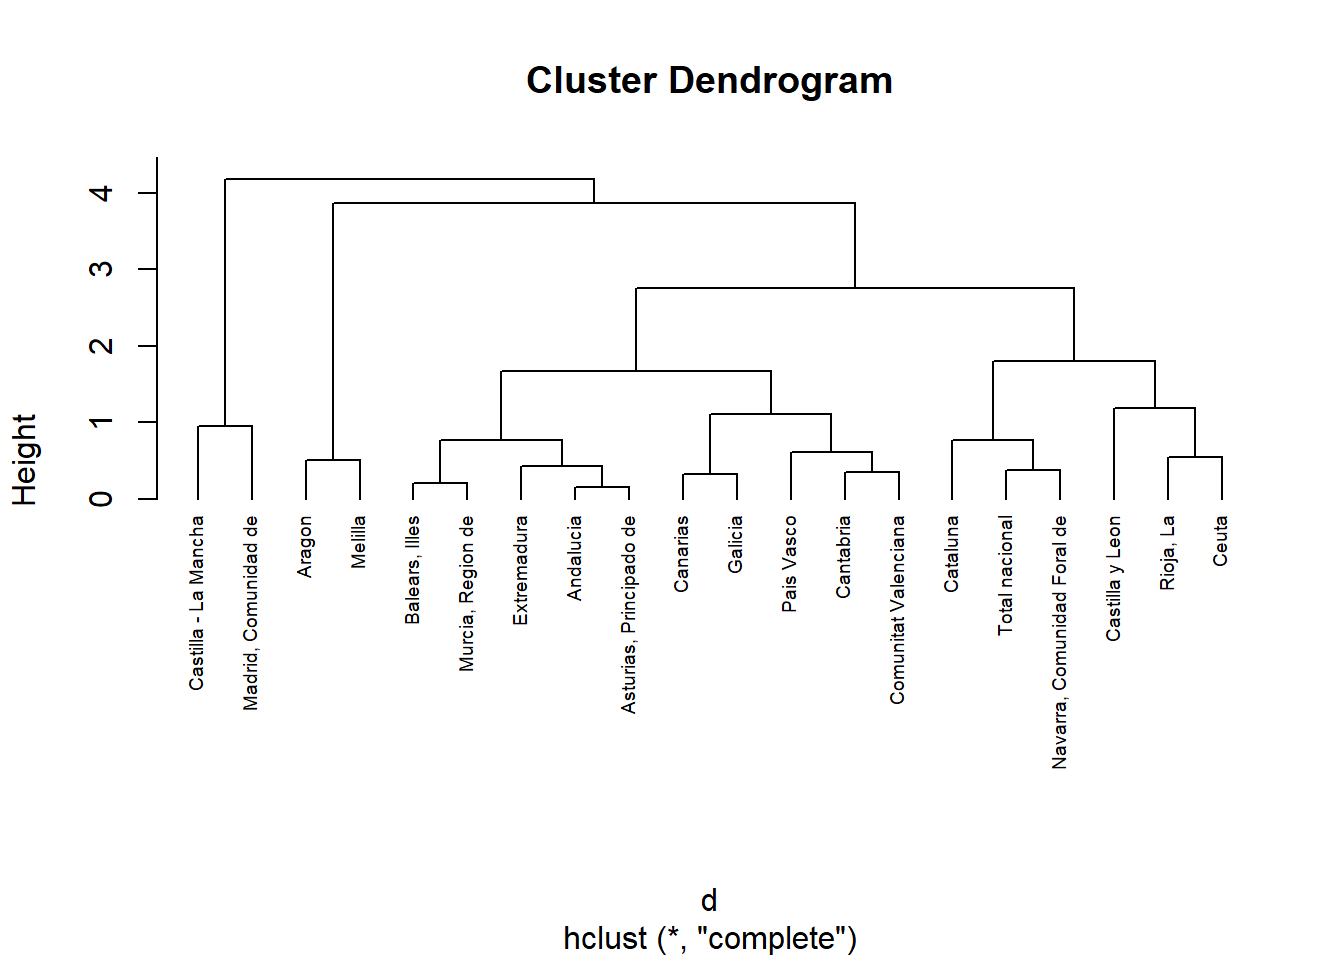 Cluster Dendrogram
Height
4
3
2
1
0
Castilla - La Mancha
Madrid, Comunidad de
Aragon
Melilla
Balears, Illes
Murcia, Region de
Extremadura
Andalucia
Asturias, Principado de
Canarias
Galicia
Pais Vasco
Cantabria
Comunitat Valenciana
Cataluna
Total nacional
Navarra, Comunidad Foral de
Castilla y Leon
Rioja, La
Ceuta
d
hclust (*, "complete")